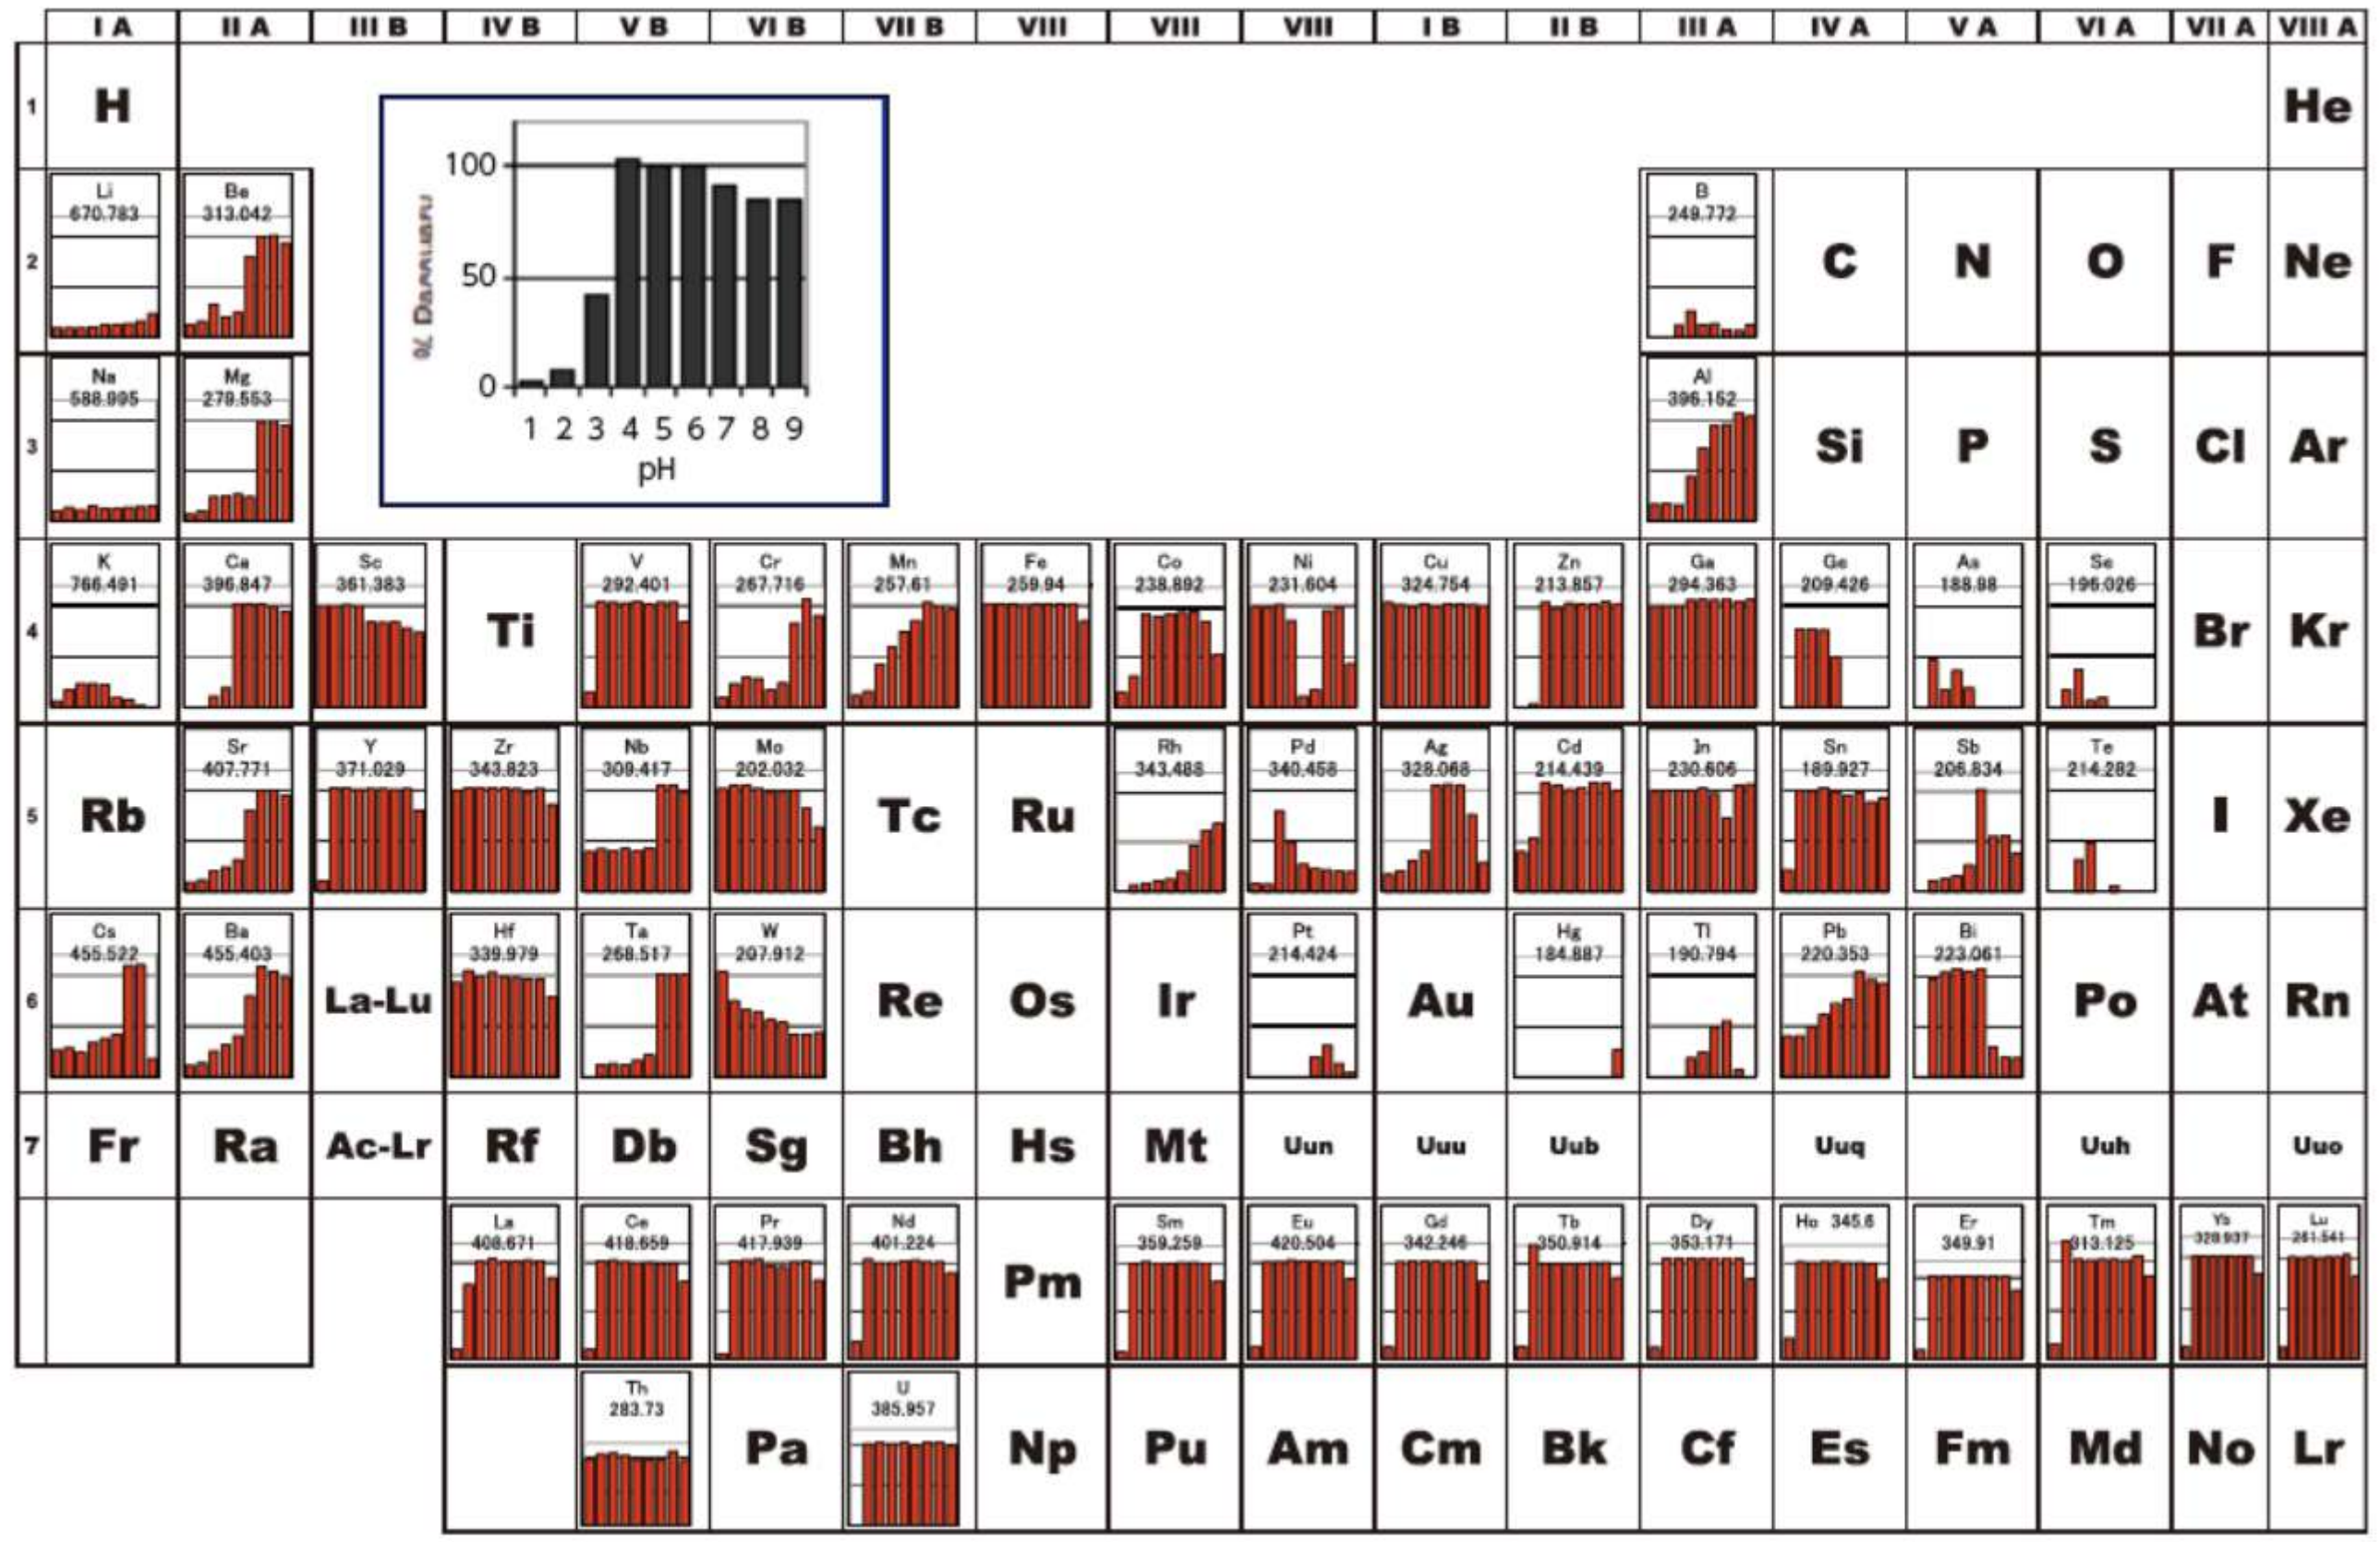 I A II A III B IV B V B VI B VII B VIII VIII VIII I B II B III A IV A V A VI A VII A VIII A
1 H He
100
50
0
%
1 2 3 4 5 6 7 8 9
pH
2 Li Be B C N O F Ne
670.783 313.042 249.772
3 Na Mg Al Si P S Cl Ar
588.995 279.553 396.152
4 K Ca Sc Ti V Cr Mn Fe Co Ni Cu Zn Ga Ge As Se Br Kr
766.491 396.847 361.383 292.401 267.716 257.61 259.94 238.892 231.604 324.754 213.857 294.363 209.426 188.98 196.026
5 Rb Sr Y Zr Nb Mo Tc Ru Rh Pd Ag Cd In Sn Sb Te I Xe
407.771 371.029 343.823 309.417 202.032 343.488 340.458 328.068 214.439 230.606 189.927 206.834 214.282
6 Cs Ba La-Lu Hf Ta W Re Os Ir Pt Au Hg Tl Pb Bi Po At Rn
455.522 455.403 339.979 268.517 207.912 214.424 184.887 190.794 220.353 223.061
7 Fr Ra Ac-Lr Rf Db Sg Bh Hs Mt Uun Uuu Uub Uuq Uuh Uuo
La Ce Pr Nd Pm Sm Eu Gd Tb Dy Ho 345.6 Er Tm Yb Lu
408.671 418.659 417.939 401.224 359.259 420.504 342.246 350.914 353.171 349.91 313.125 328.937 261.541
Th Pa U Np Pu Am Cm Bk Cf Es Fm Md No Lr
283.73 385.957